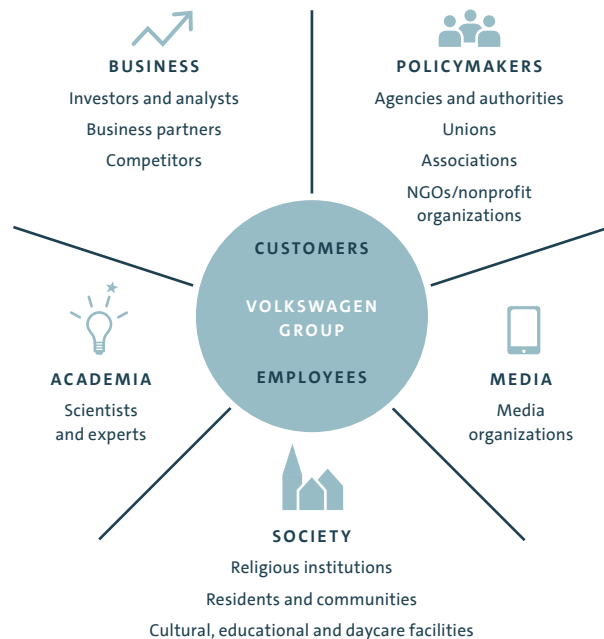 BUSINESS
Investors and analysts
Business partners
Competitors
POLICYMAKERS
Agencies and authorities
Unions
Associations
NGOs/nonprofit
organizations
CUSTOMERS
VOLKSWAGEN
GROUP
EMPLOYEES
ACADEMIA
Scientists
and experts
MEDIA
Media
organizations
SOCIETY
Religious institutions
Residents and communities
Cultural, educational and daycare facilities